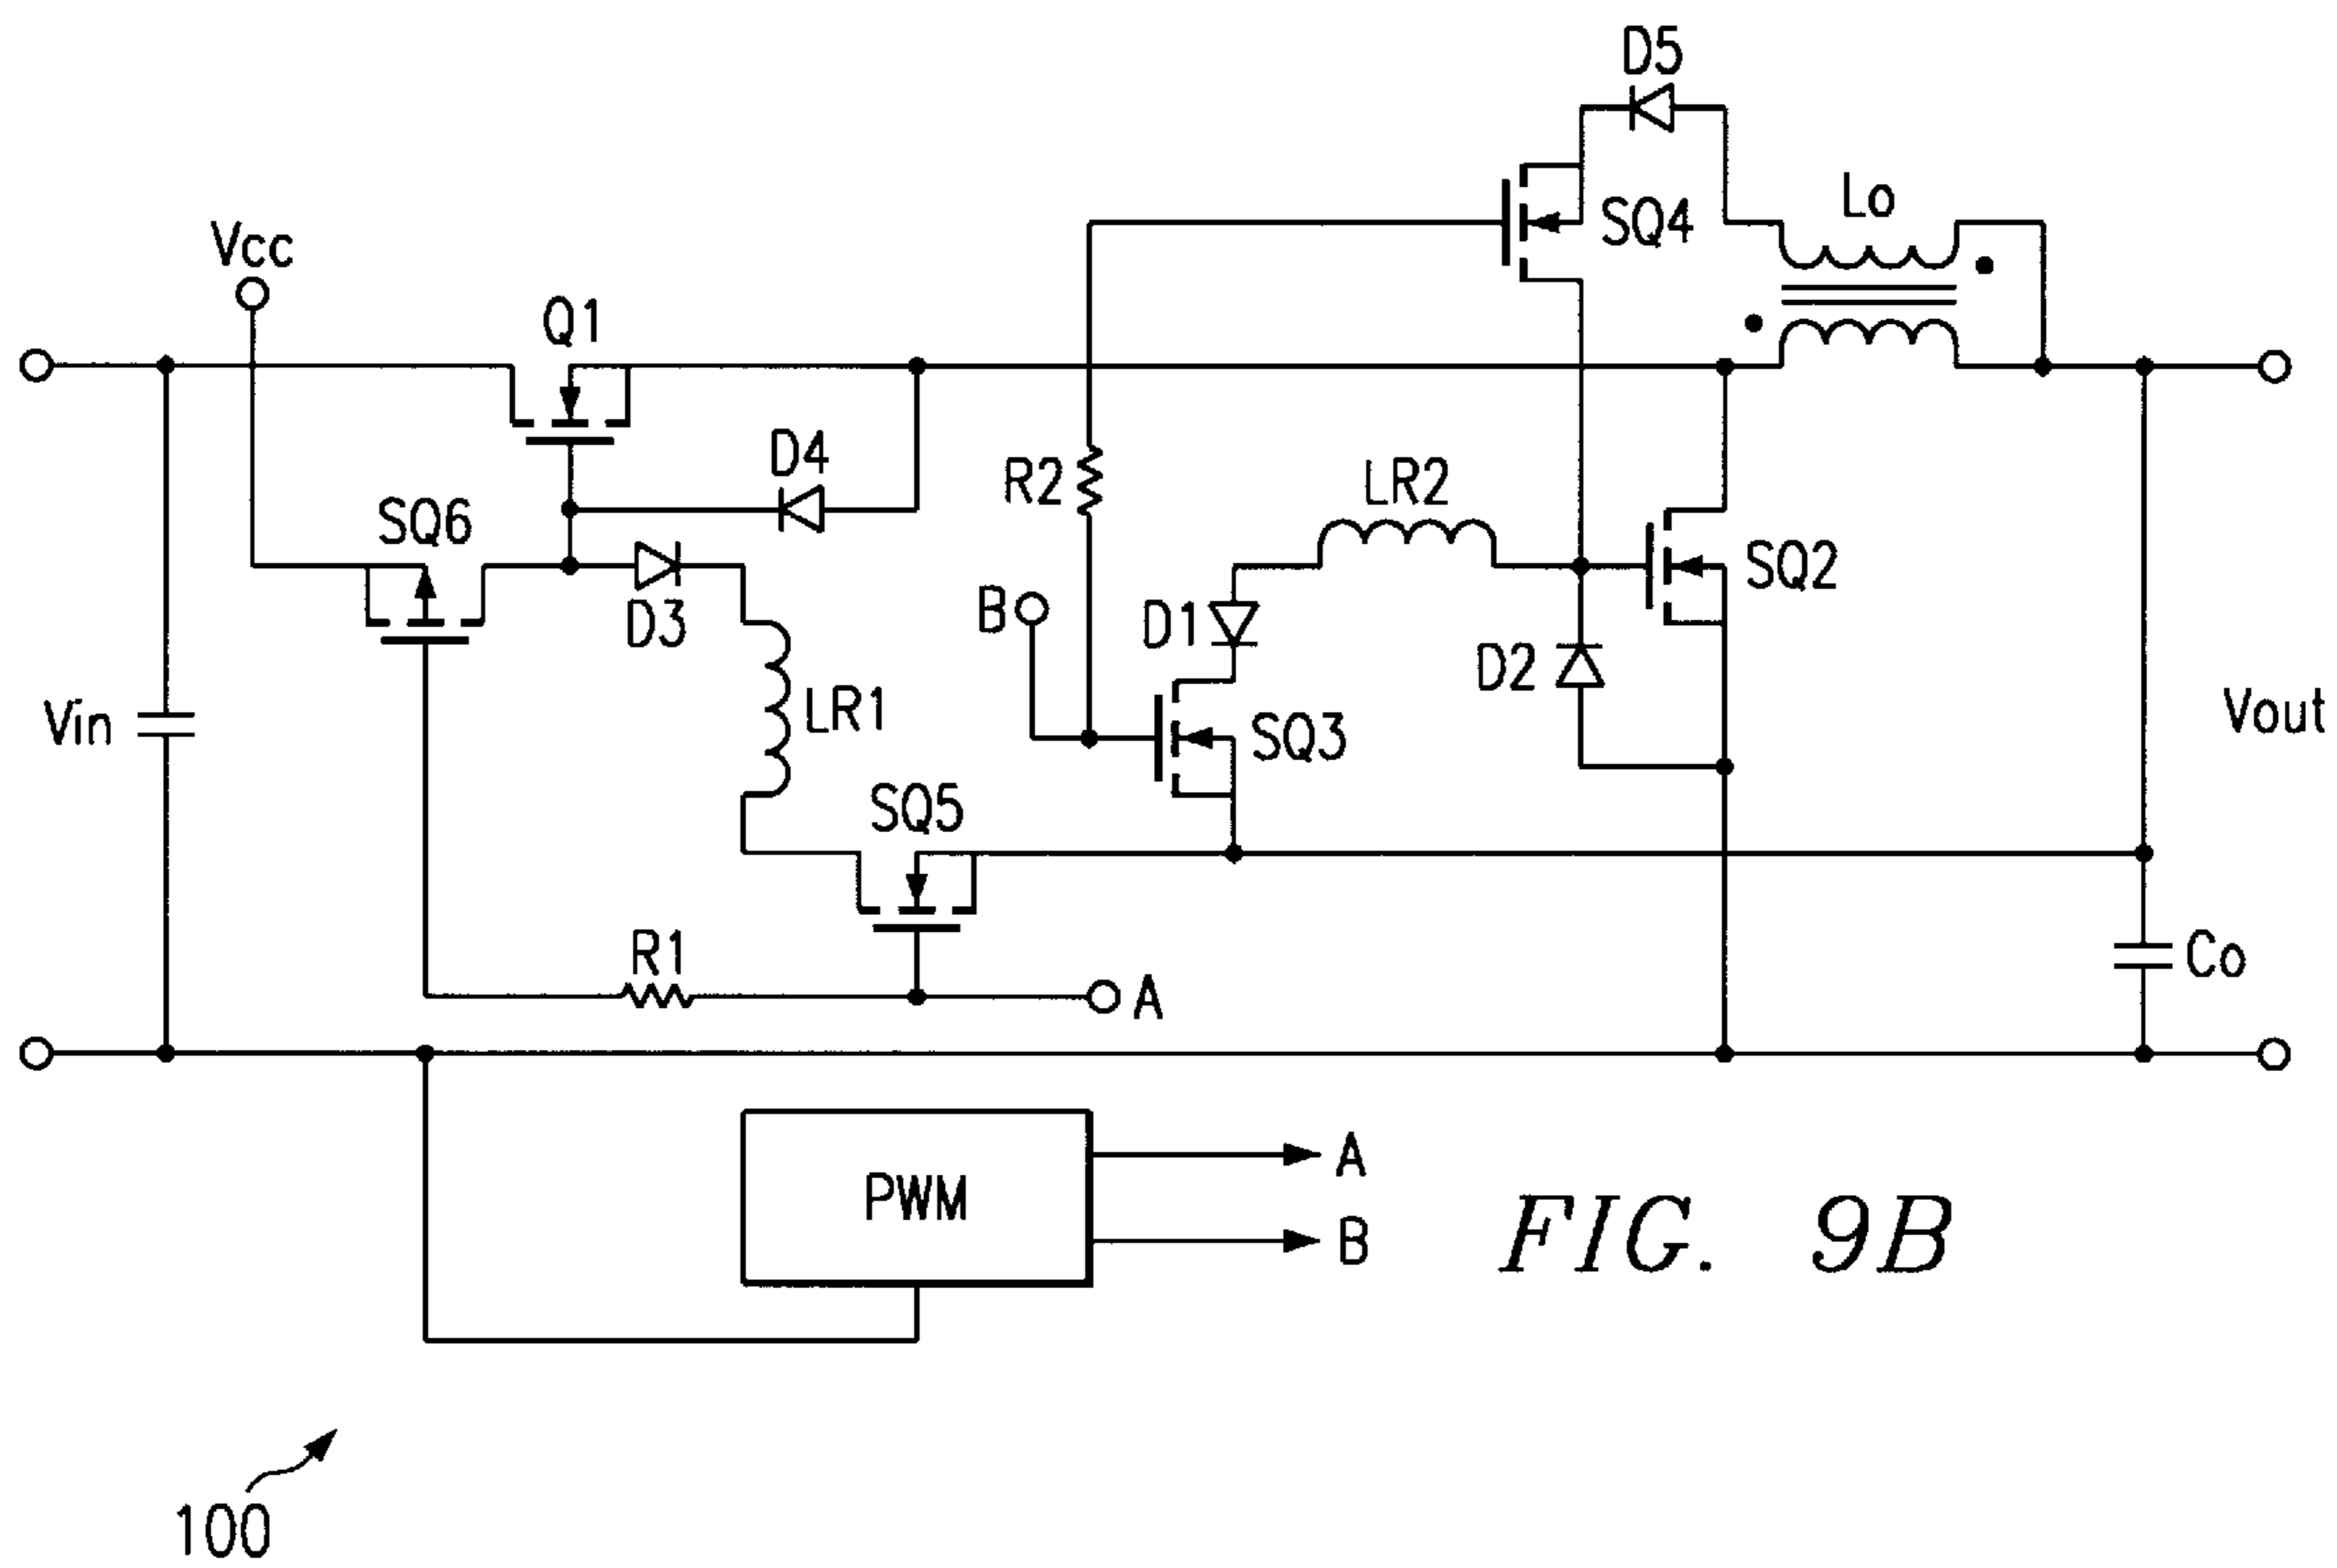 D5
Lo
SQ4
Vcc
Q1
D4
R2
LR2
SQ6
SQ2
B
D1
D3
D2
LR1
Vin
SQ3
Vout
SQ5
R1
Co
A
PWM
A
B
FIG. 9B
100